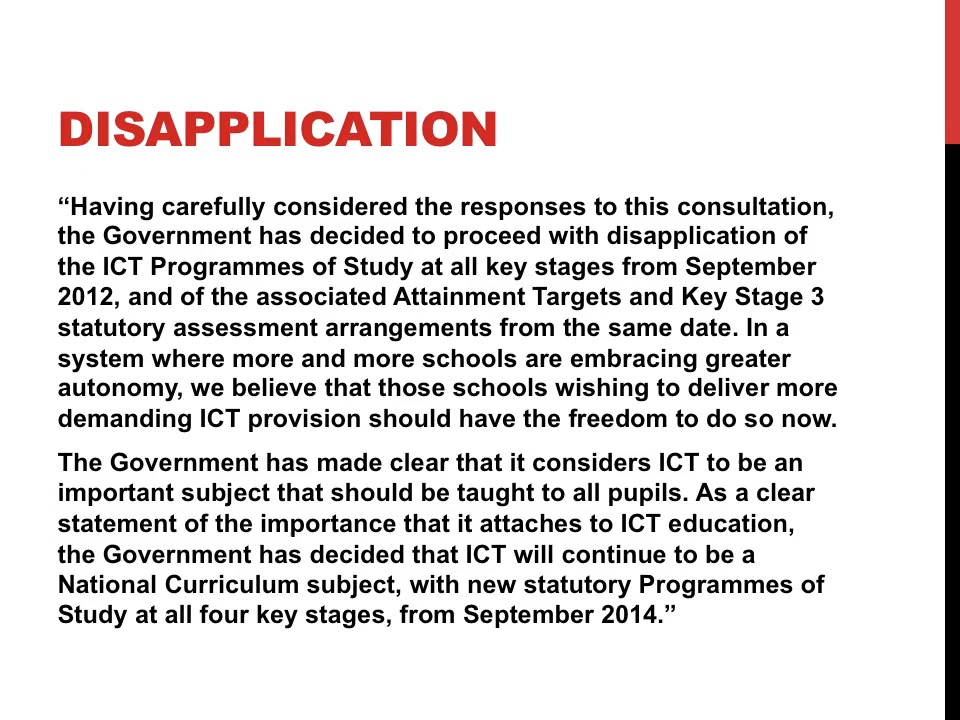 DISAPPLICATION
“Having carefully considered the responses to this consultation,
the Government has decided to proceed with disapplication of
the ICT Programmes of Study at all key stages from September
2012, and of the associated Attainment Targets and Key Stage 3
statutory assessment arrangements from the same date. In a
system where more and more schools are embracing greater
autonomy, we believe that those schools wishing to deliver more
demanding ICT provision should have the freedom to do so now.
The Government has made clear that it considers ICT to be an
important subject that should be taught to all pupils. As a clear
statement of the importance that it attaches to ICT education,
the Government has decided that ICT will continue to be a
National Curriculum subject, with new statutory Programmes of
Study at all four key stages, from September 2014.”